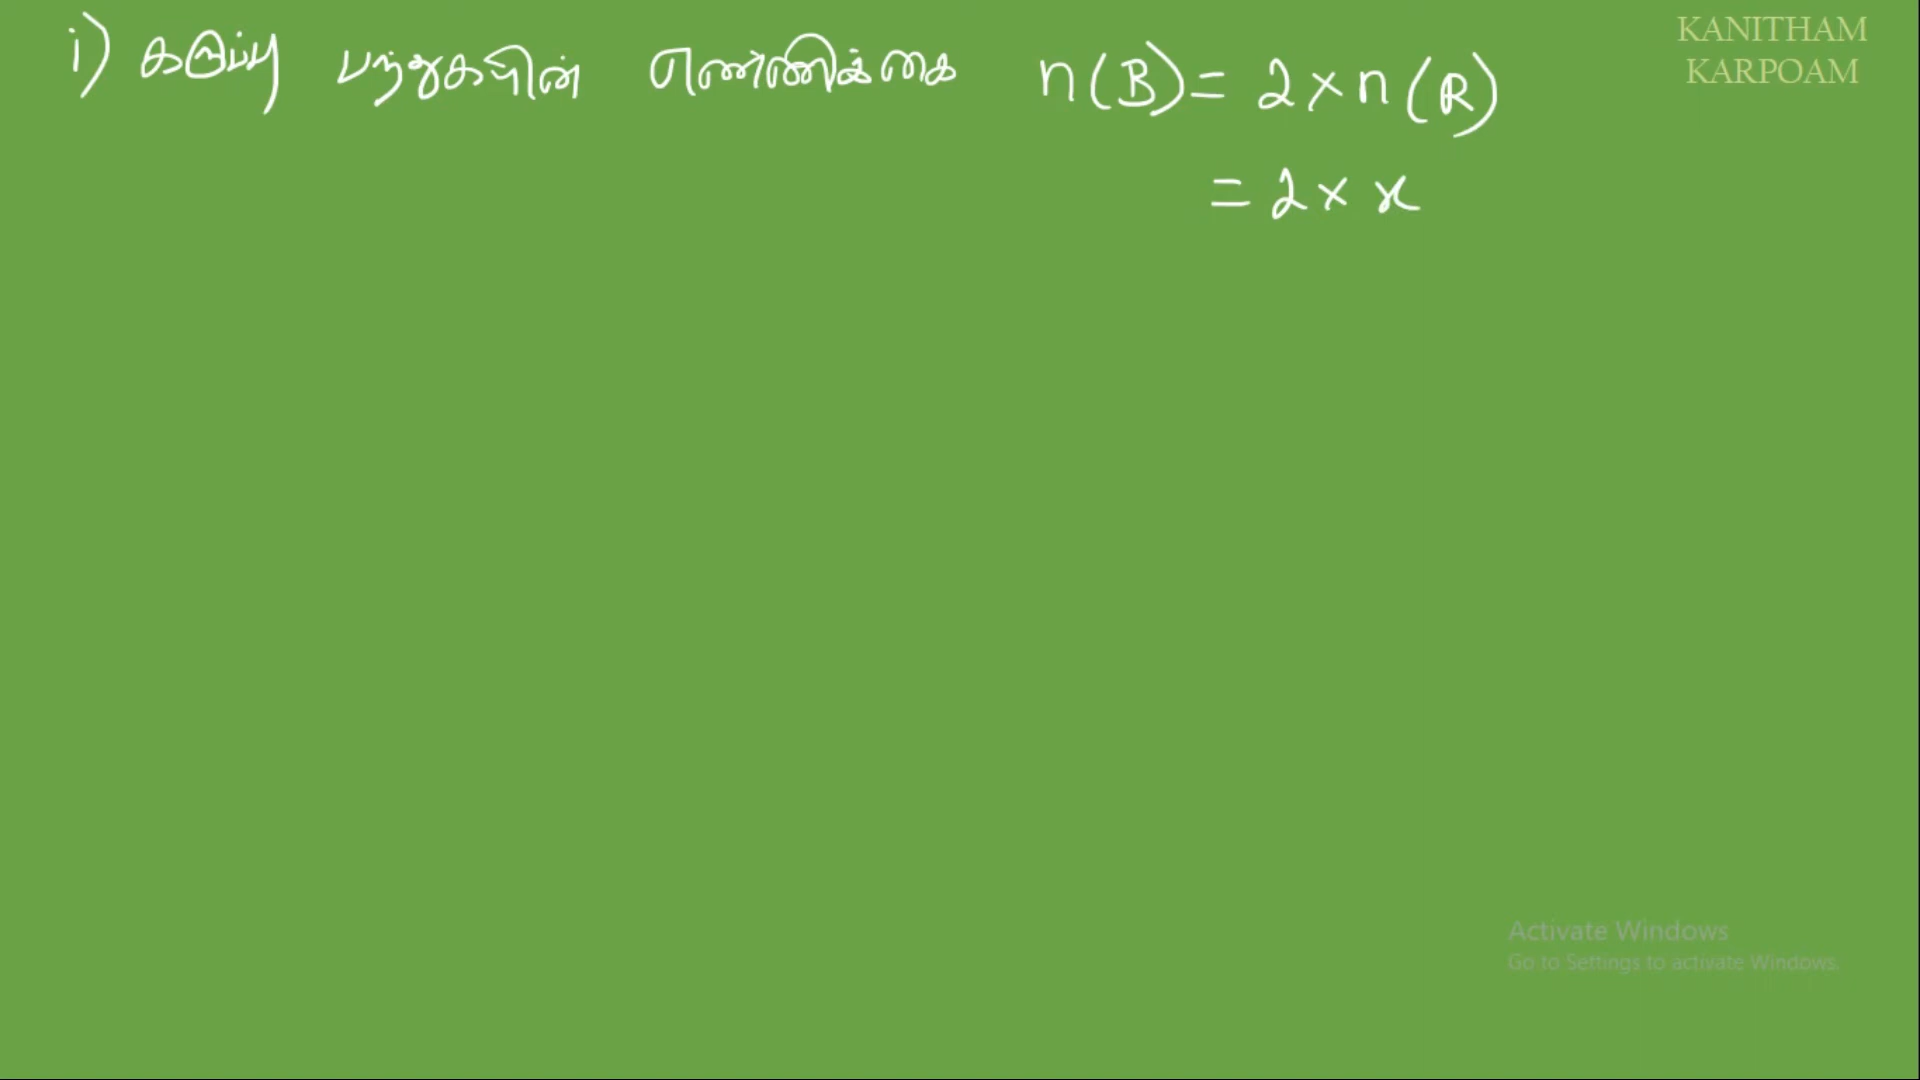 i) கருப்பு பந்துகளின் எண்ணிக்கை n(B) = 2 × n(R)
= 2 × x
KANITHAM
KARPOAM
Activate Windows
Go to Settings to activate Windows.